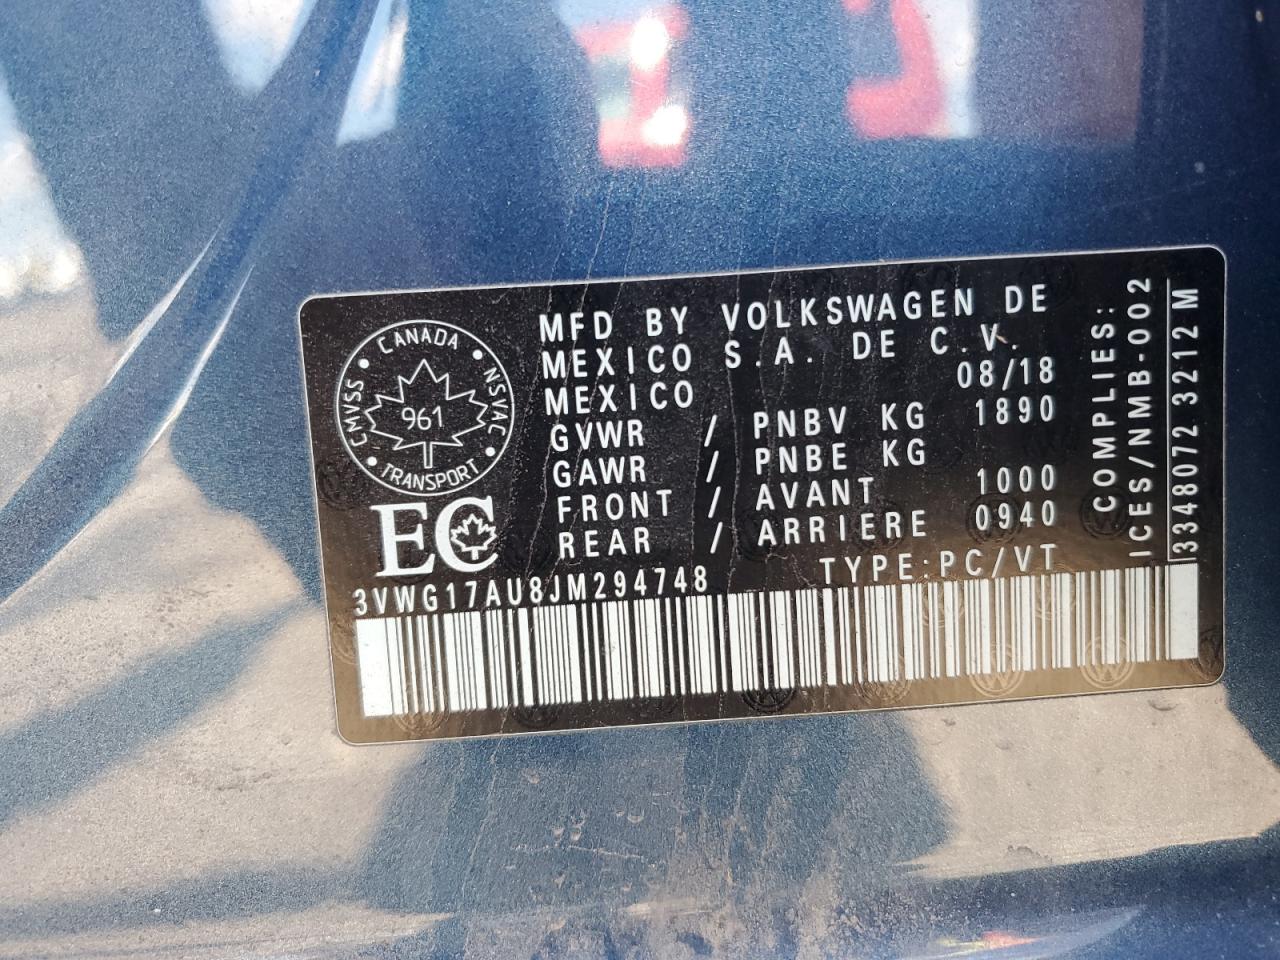 CANADA
CMVSS
NSVAC
961
TRANSPORT
EC
MFD BY VOLKSWAGEN DE
MEXICO S.A. DE C.V.
MEXICO 08/18
GVWR / PNBV KG 1890
GAWR / PNBE KG
FRONT / AVANT 1000
REAR / ARRIERE 0940
TYPE:PC/VT
3VWG17AU8JM294748
COMPLIES:
ICES/NMB-002
3348072 3212 M